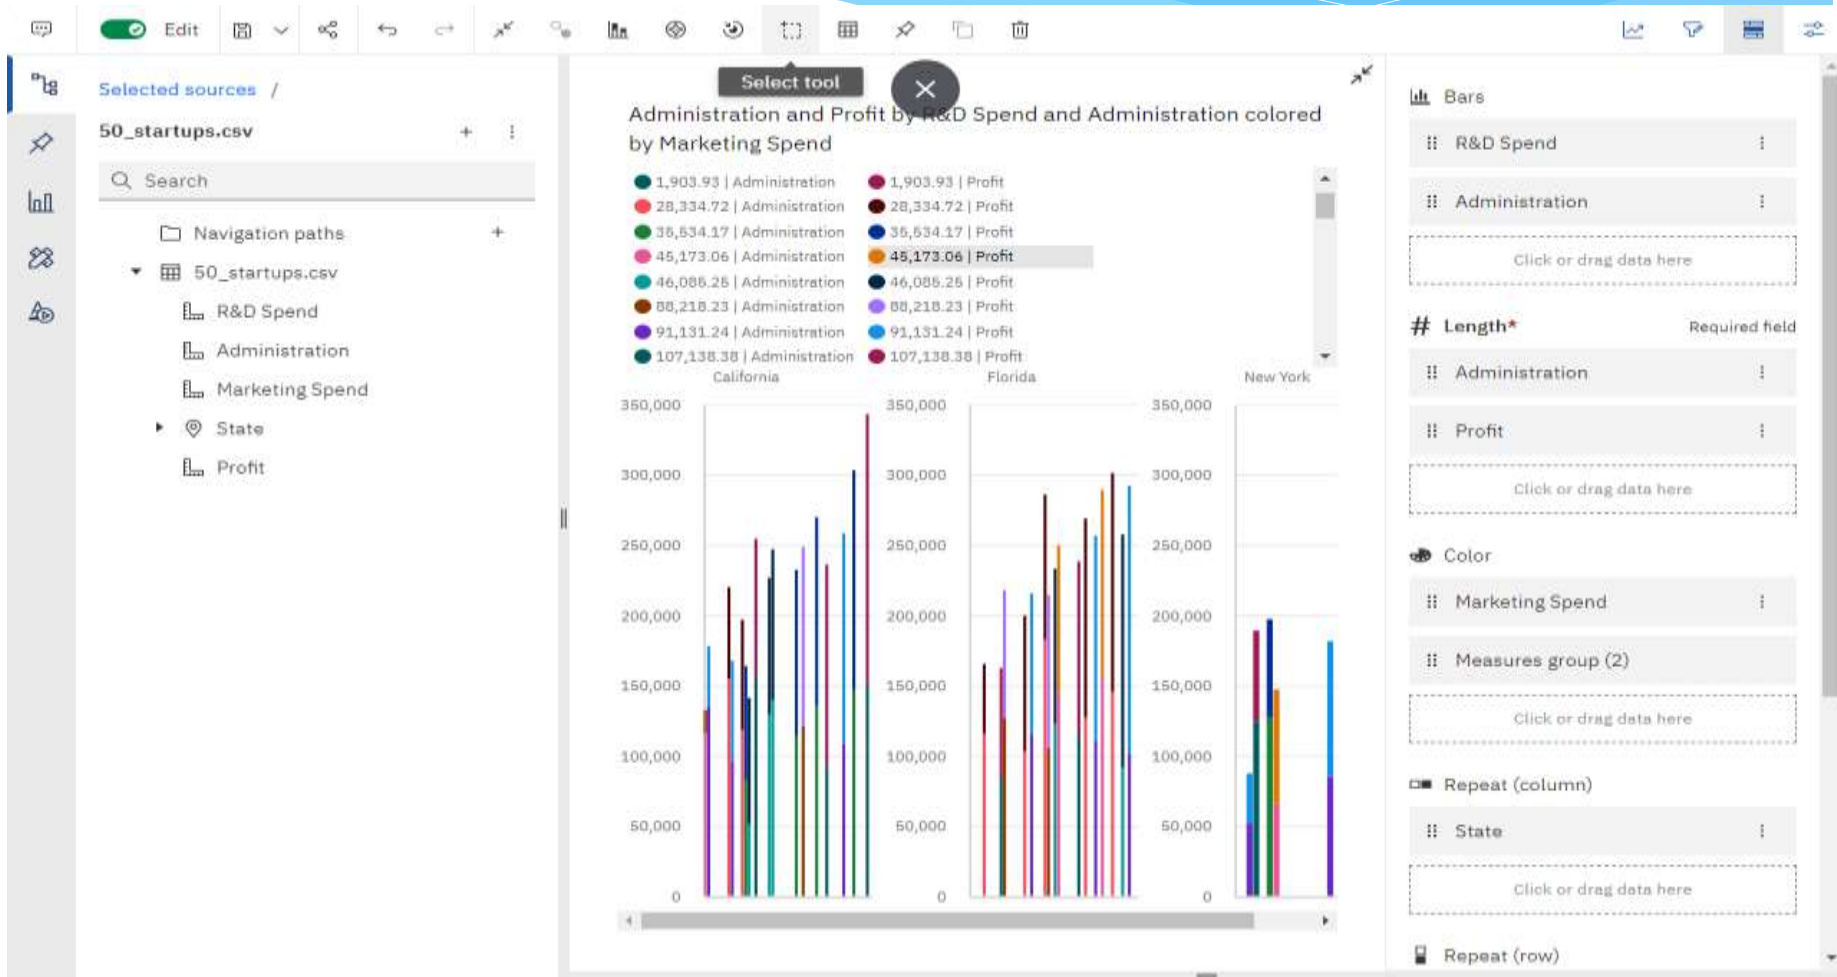 Edit
Select tool
Selected sources /
50_startups.csv
Search
Navigation paths
50_startups.csv
R&D Spend
Administration
Marketing Spend
State
Profit
Administration and Profit by R&D Spend and Administration colored
by Marketing Spend
1,903.93 | Administration 1,903.93 | Profit
28,334.72 | Administration 28,334.72 | Profit
35,534.17 | Administration 35,534.17 | Profit
45,173.06 | Administration 45,173.06 | Profit
46,085.25 | Administration 46,085.25 | Profit
88,218.23 | Administration 88,218.23 | Profit
91,131.24 | Administration 91,131.24 | Profit
107,138.38 | Administration 107,138.38 | Profit
California Florida New York
350,000 350,000 350,000
300,000 300,000 300,000
250,000 250,000 250,000
200,000 200,000 200,000
150,000 150,000 150,000
100,000 100,000 100,000
50,000 50,000 50,000
0 0 0
Bars
R&D Spend
Administration
Click or drag data here
# Length* Required field
Administration
Profit
Click or drag data here
Color
Marketing Spend
Measures group (2)
Click or drag data here
Repeat (column)
State
Click or drag data here
Repeat (row)